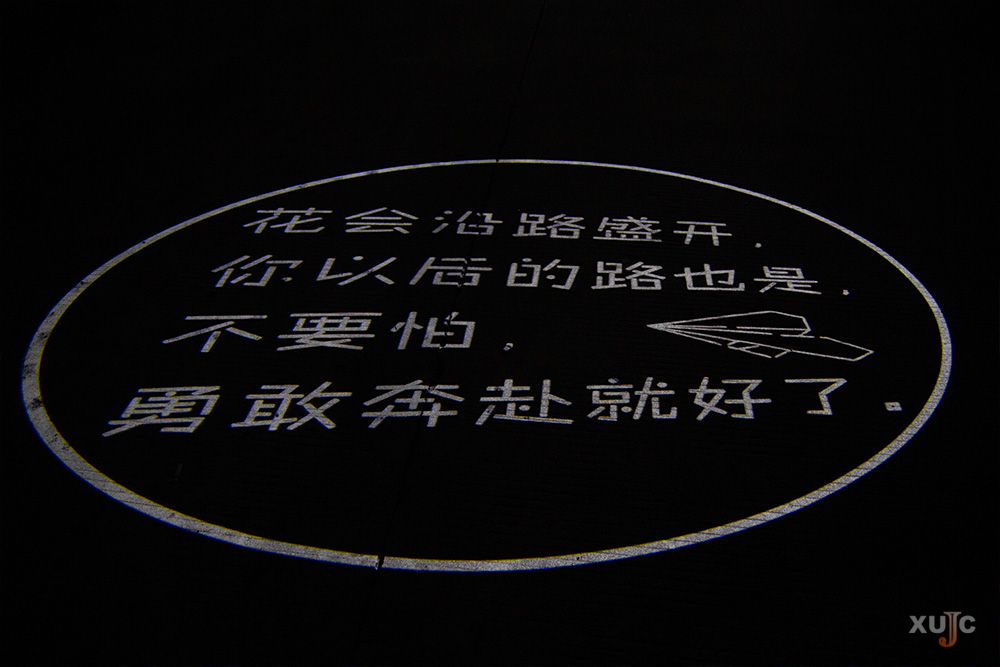 花会沿路盛开，
你以后的路也是，
不要怕，
勇敢奔赴就好了。
XUJC